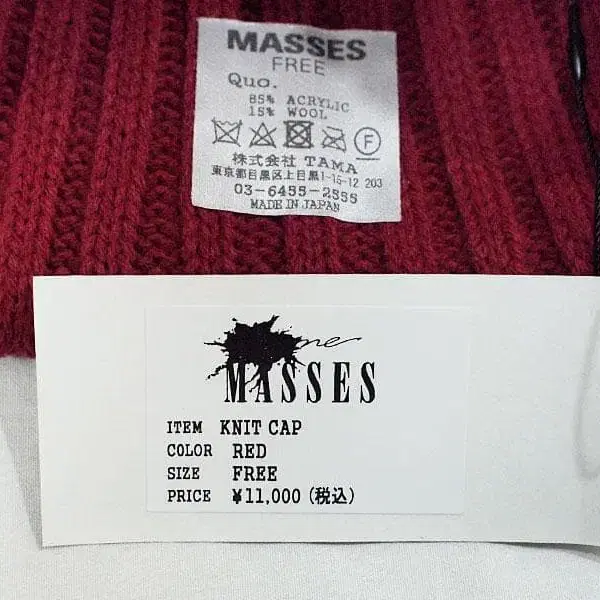 MASSES
FREE
Quo.
85% ACRYLIC
15% WOOL
F
株式会社 TAMA
東京都目黒区上目黒1-15-12 203
03-6455-2555
MADE IN JAPAN
ne
MASSES
ITEM KNIT CAP
COLOR RED
SIZE FREE
PRICE ¥11,000 (税込)